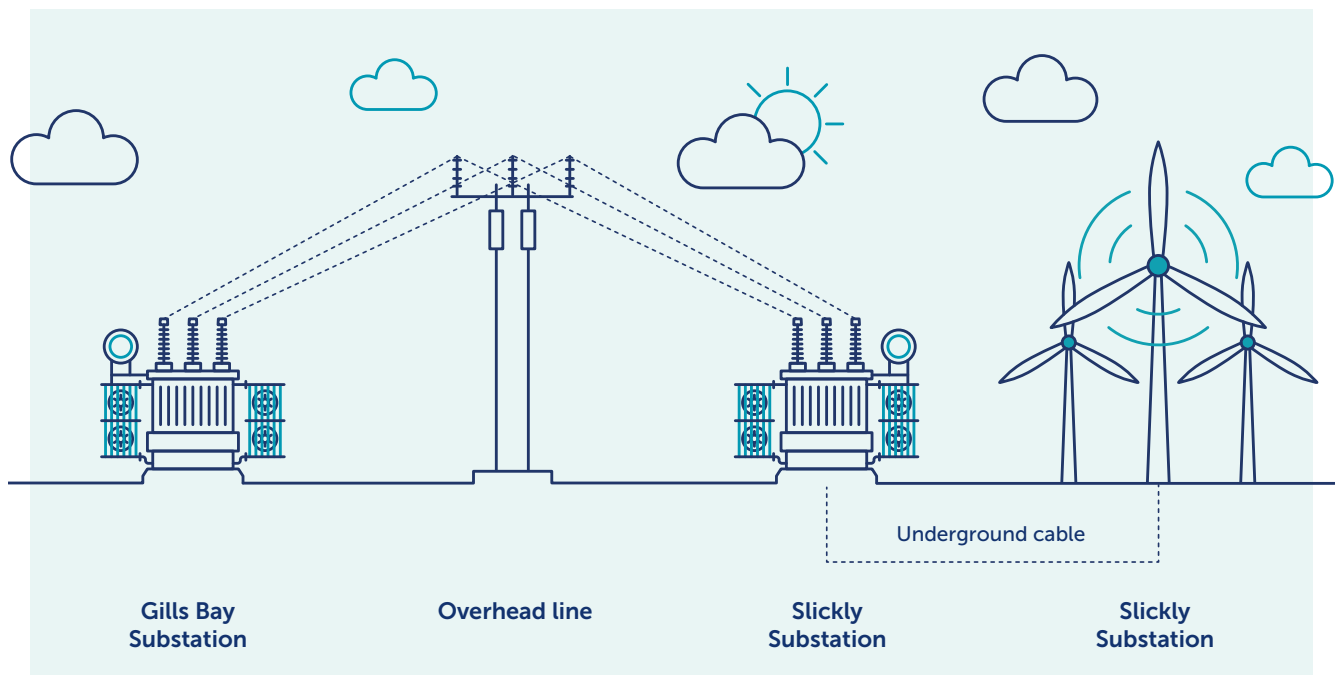 Underground cable
Gills Bay
Substation
Overhead line
Slickly
Substation
Slickly
Substation